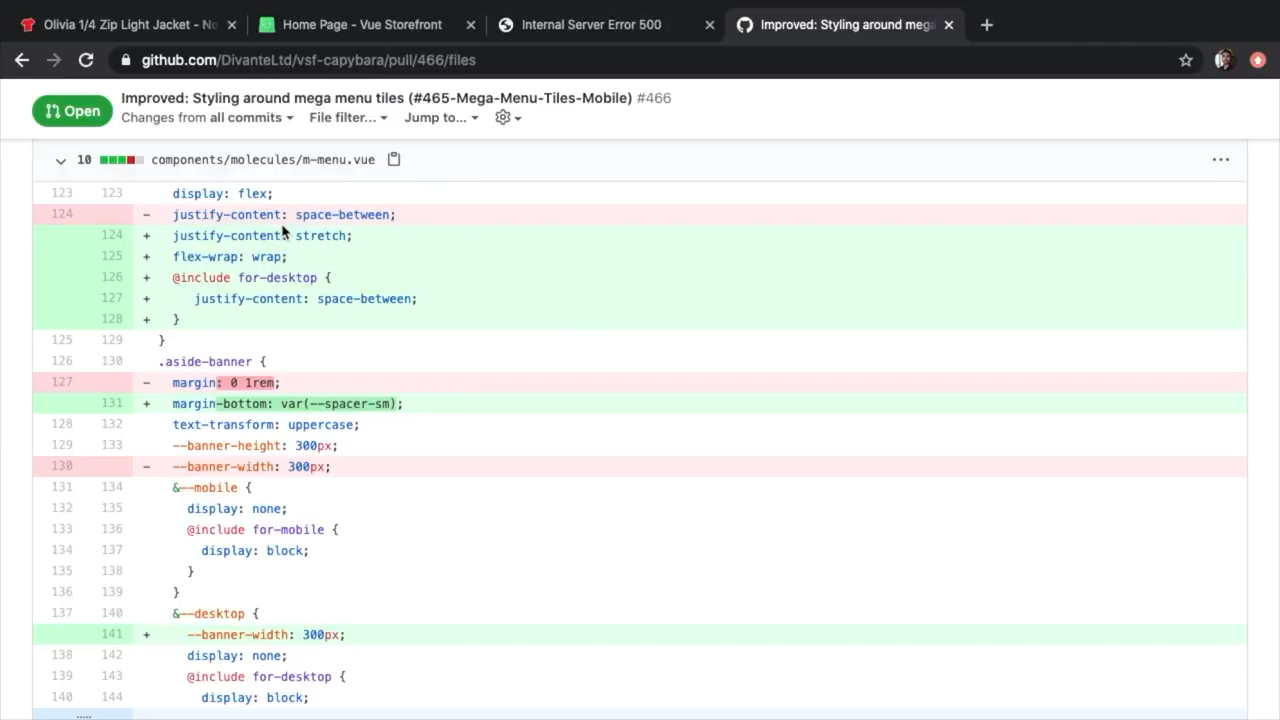 Olivia 1/4 Zip Light Jacket - No
Home Page - Vue Storefront
Internal Server Error 500
Improved: Styling around mega
github.com/DivanteLtd/vsf-capybara/pull/466/files
Open
Improved: Styling around mega menu tiles (#465-Mega-Menu-Tiles-Mobile) #466
Changes from all commits File filter... Jump to...
10 components/molecules/m-menu.vue
123 123 display: flex;
124 - justify-content: space-between;
124 + justify-content: stretch;
125 + flex-wrap: wrap;
126 + @include for-desktop {
127 + justify-content: space-between;
128 + }
125 129 }
126 130 .aside-banner {
127 - margin: 0 1rem;
131 + margin-bottom: var(--spacer-sm);
128 132 text-transform: uppercase;
129 133 --banner-height: 300px;
130 - --banner-width: 300px;
131 134 &--mobile {
132 135 display: none;
133 136 @include for-mobile {
134 137 display: block;
135 138 }
136 139 }
137 140 &--desktop {
141 + --banner-width: 300px;
138 142 display: none;
139 143 @include for-desktop {
140 144 display: block;